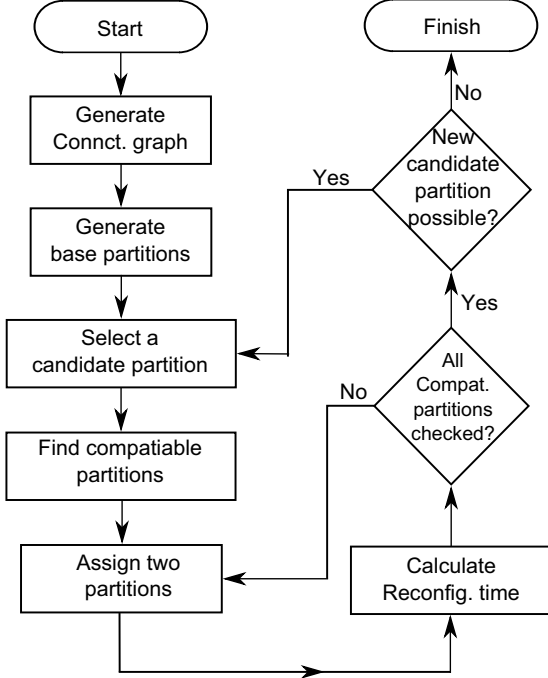 Start
Generate
Connct. graph
Generate
base partitions
Select a
candidate partition
Find compatiable
partitions
Assign two
partitions
Calculate
Reconfig. time
All
Compat.
partitions
checked?
No
Yes
New
candidate
partition
possible?
Yes
No
Finish